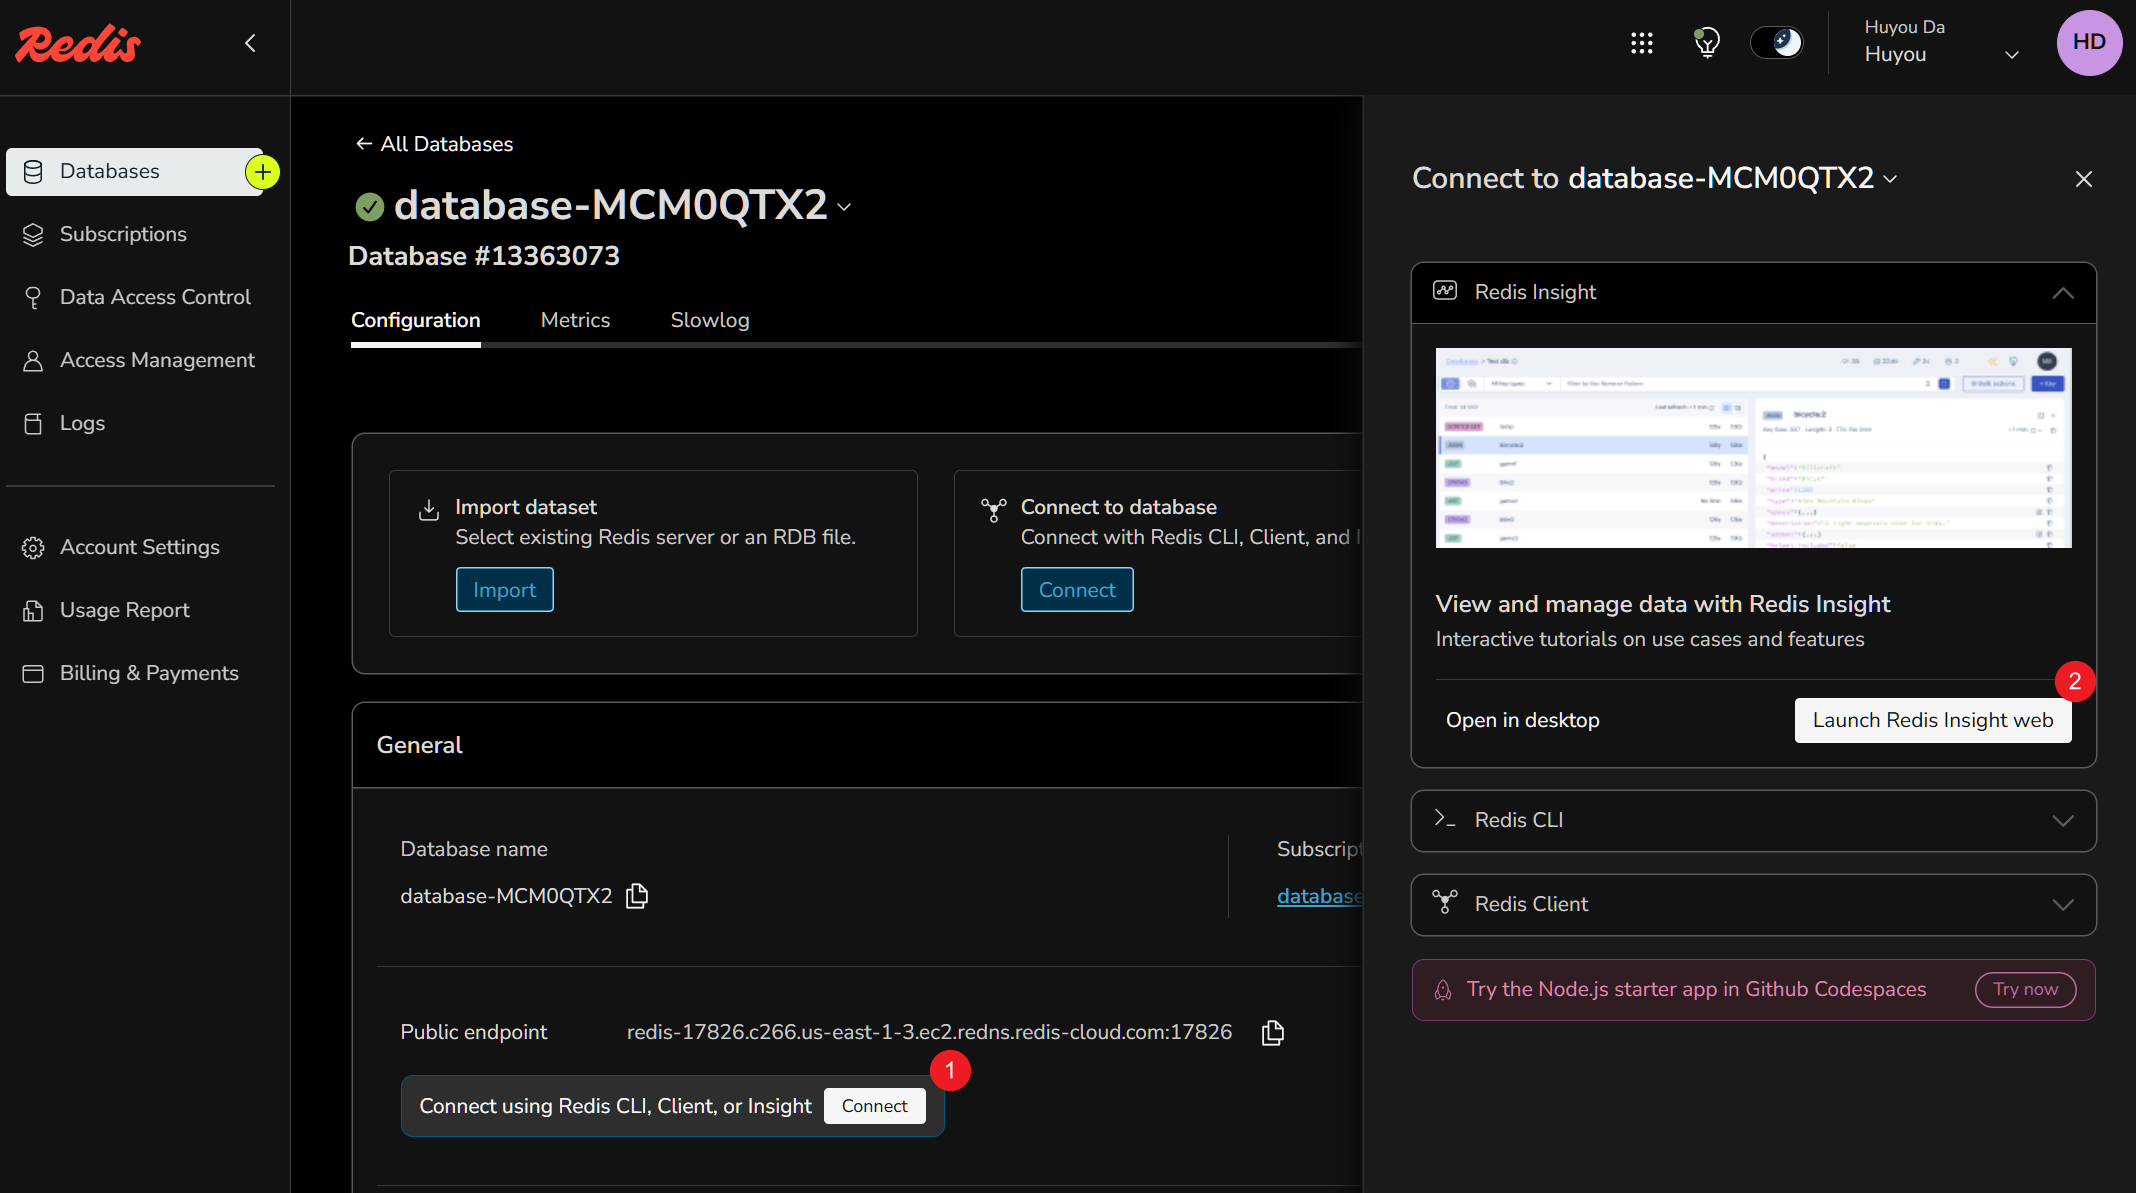 Redis
Huyou Da
Huyou
HD
Databases
Subscriptions
Data Access Control
Access Management
Logs
Account Settings
Usage Report
Billing & Payments
All Databases
database-MCM0QTX2
Database #13363073
Configuration
Metrics
Slowlog
Import dataset
Select existing Redis server or an RDB file.
Import
Connect to database
Connect with Redis CLI, Client, and I
Connect
General
Database name
database-MCM0QTX2
Subscript
database
Public endpoint
redis-17826.c266.us-east-1-3.ec2.redns.redis-cloud.com:17826
1
Connect using Redis CLI, Client, or Insight
Connect
Connect to database-MCM0QTX2
Redis Insight
View and manage data with Redis Insight
Interactive tutorials on use cases and features
2
Open in desktop
Launch Redis Insight web
Redis CLI
Redis Client
Try the Node.js starter app in Github Codespaces
Try now